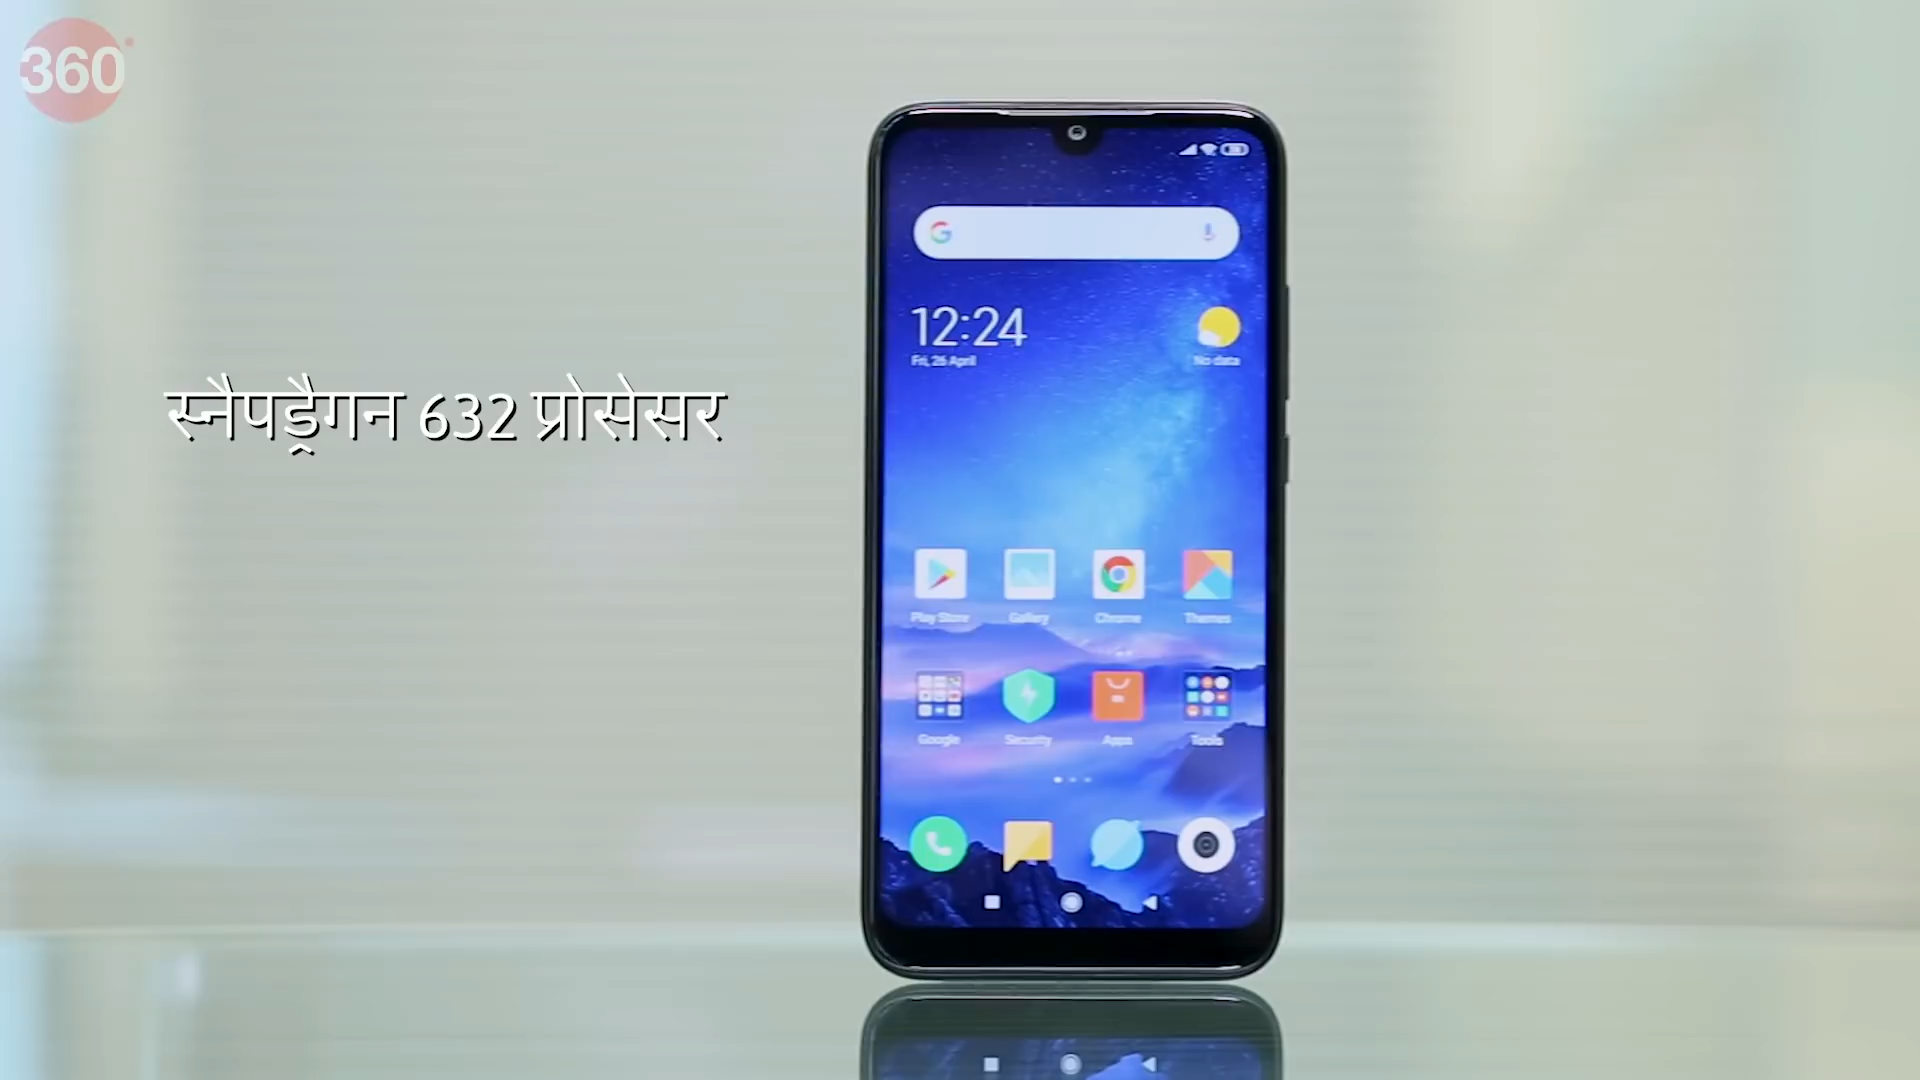 360
स्नैपड्रैगन 632 प्रोसेसर
12:24
Fri, 26 April
No data
Play Store
Gallery
Chrome
Themes
Google
Security
Apps
Tools